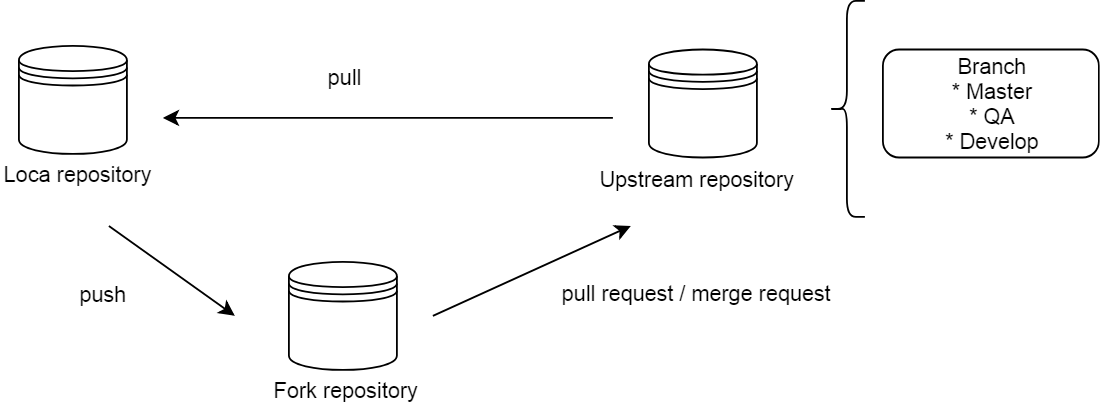 pull
Branch
* Master
* QA
* Develop
Loca repository
Upstream repository
push
pull request / merge request
Fork repository